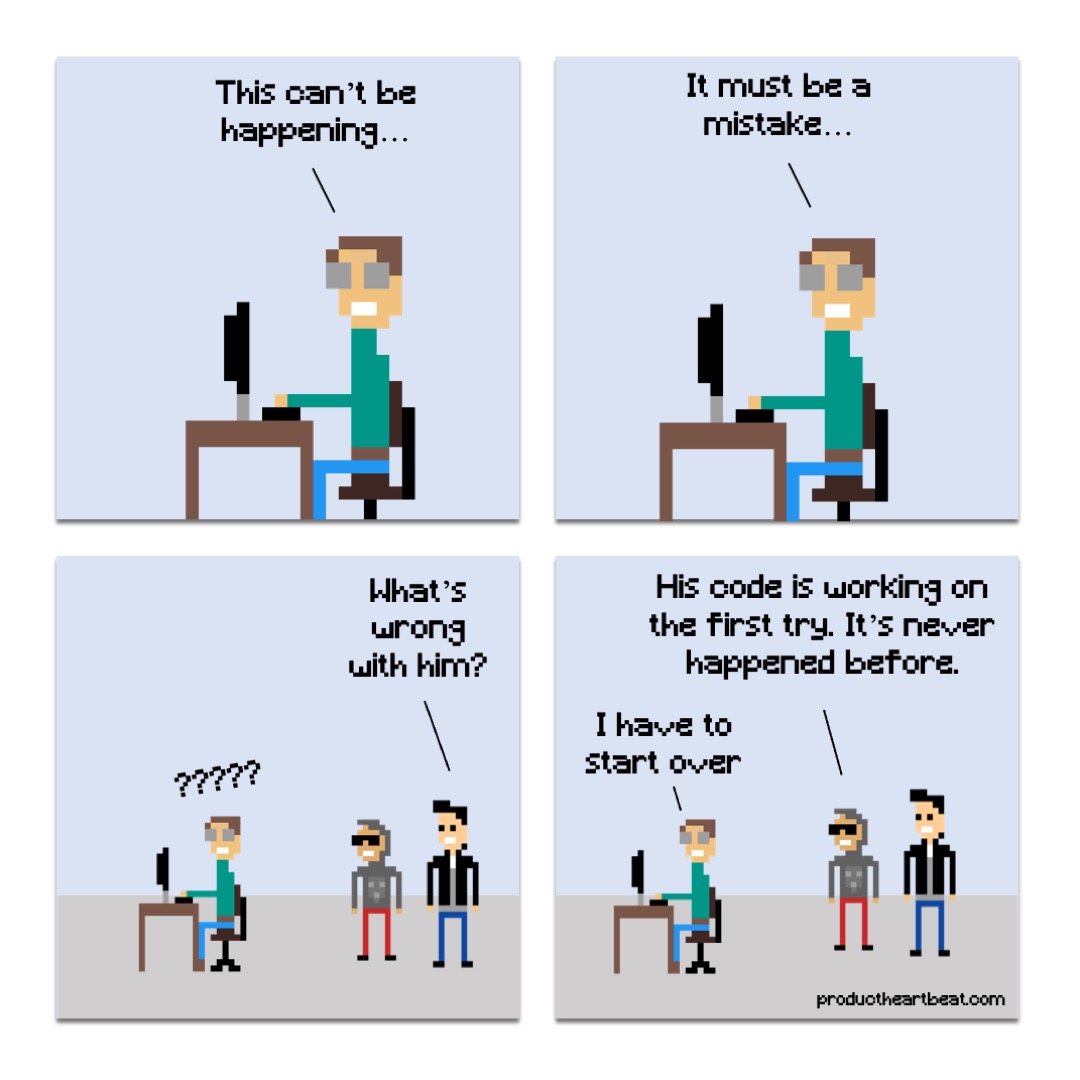 This can't be
happening...
It must be a
mistake...
What's
wrong
with him?
?????
His code is working on
the first try. It's never
happened before.
I have to
start over
productheartbeat.com